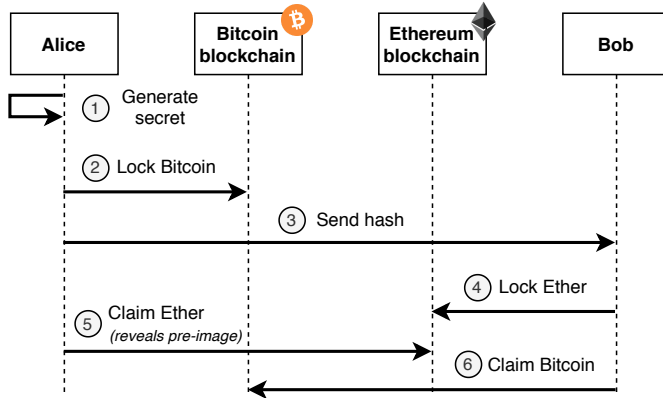 Alice
Bitcoin
blockchain
Ethereum
blockchain
Bob
1 Generate
secret
2 Lock Bitcoin
3 Send hash
4 Lock Ether
5 Claim Ether
(reveals pre-image)
6 Claim Bitcoin